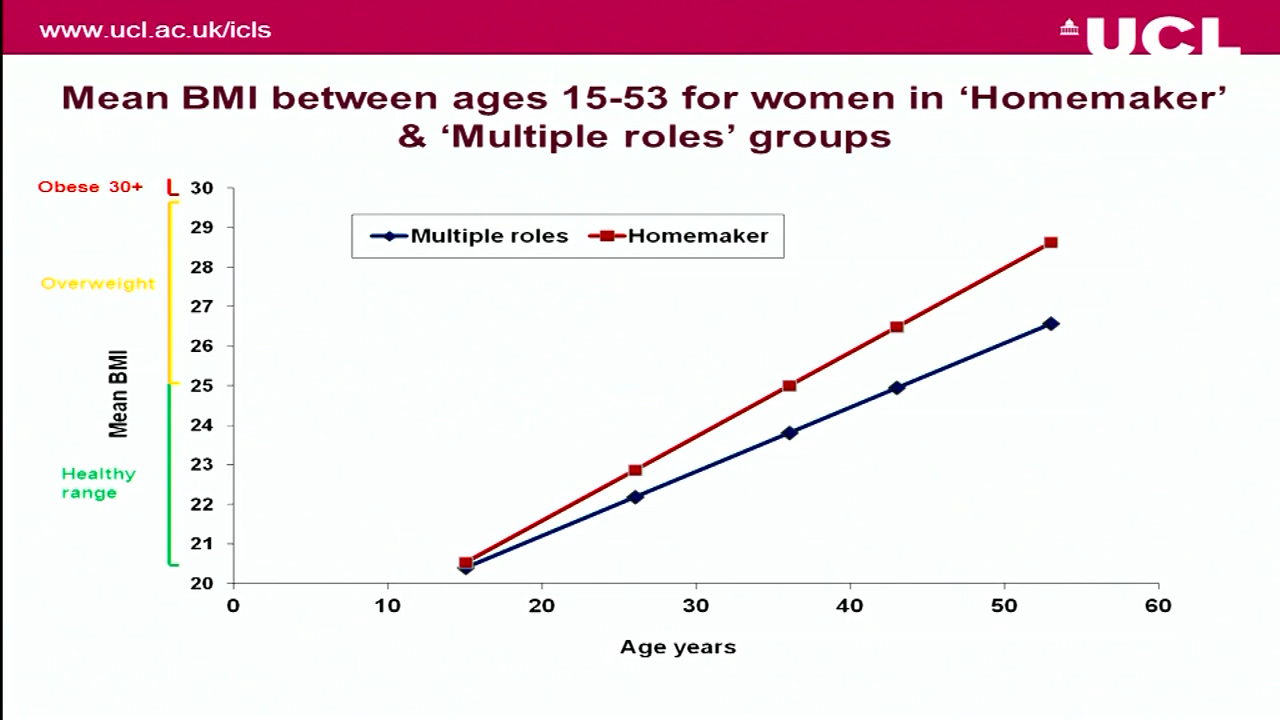 www.ucl.ac.uk/icls
UCL
Mean BMI between ages 15-53 for women in ‘Homemaker’
& ‘Multiple roles’ groups
Obese 30+
Overweight
Healthy
range
Mean BMI
30
29
28
27
26
25
24
23
22
21
20
Multiple roles
Homemaker
0 10 20 30 40 50 60
Age years